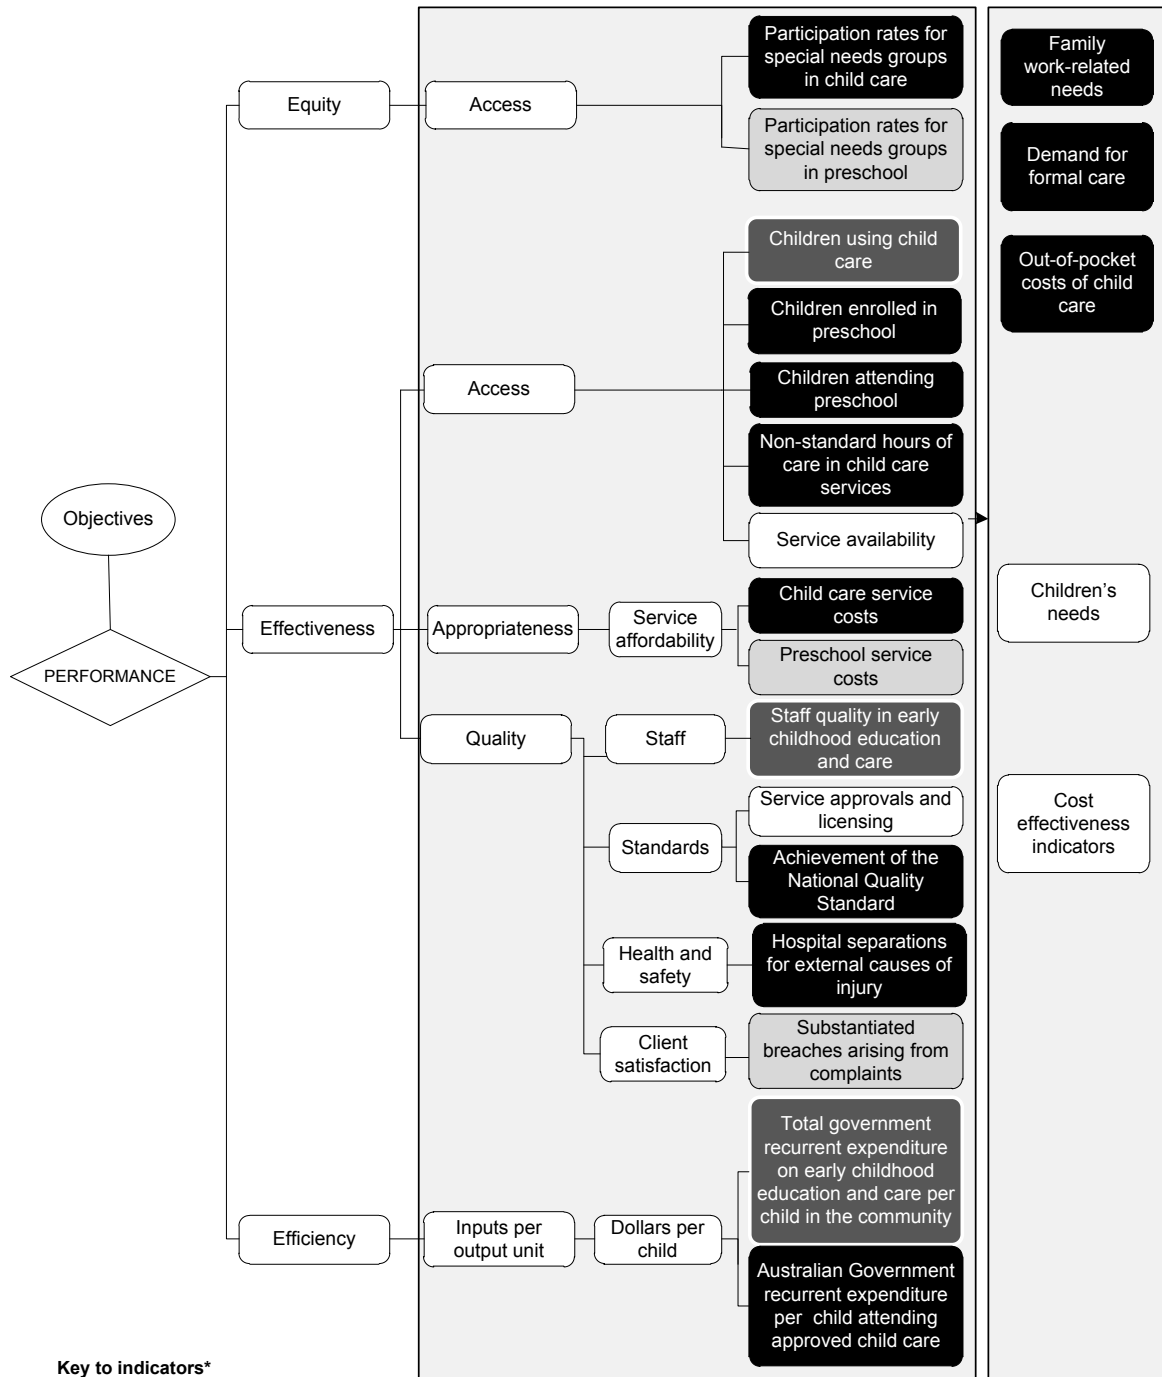 Participation rates for
special needs groups
in child care
Family
work-related
needs
Equity
Access
Participation rates for
special needs groups
in preschool
Demand for
formal care
Children using child
care
Out-of-pocket
costs of child
care
Children enrolled in
preschool
Access
Children attending
preschool
Non-standard hours of
care in child care
services
Objectives
Service availability
Effectiveness
Appropriateness
Service
affordability
Child care service
costs
Children's
needs
PERFORMANCE
Preschool service
costs
Quality
Staff
Staff quality in early
childhood education
and care
Service approvals and
licensing
Cost
effectiveness
indicators
Standards
Achievement of the
National Quality
Standard
Health and
safety
Hospital separations
for external causes of
injury
Client
satisfaction
Substantiated
breaches arising from
complaints
Total government
recurrent expenditure
on early childhood
education and care per
child in the community
Efficiency
Inputs per
output unit
Dollars per
child
Australian Government
recurrent expenditure
per child attending
approved child care
Key to indicators*